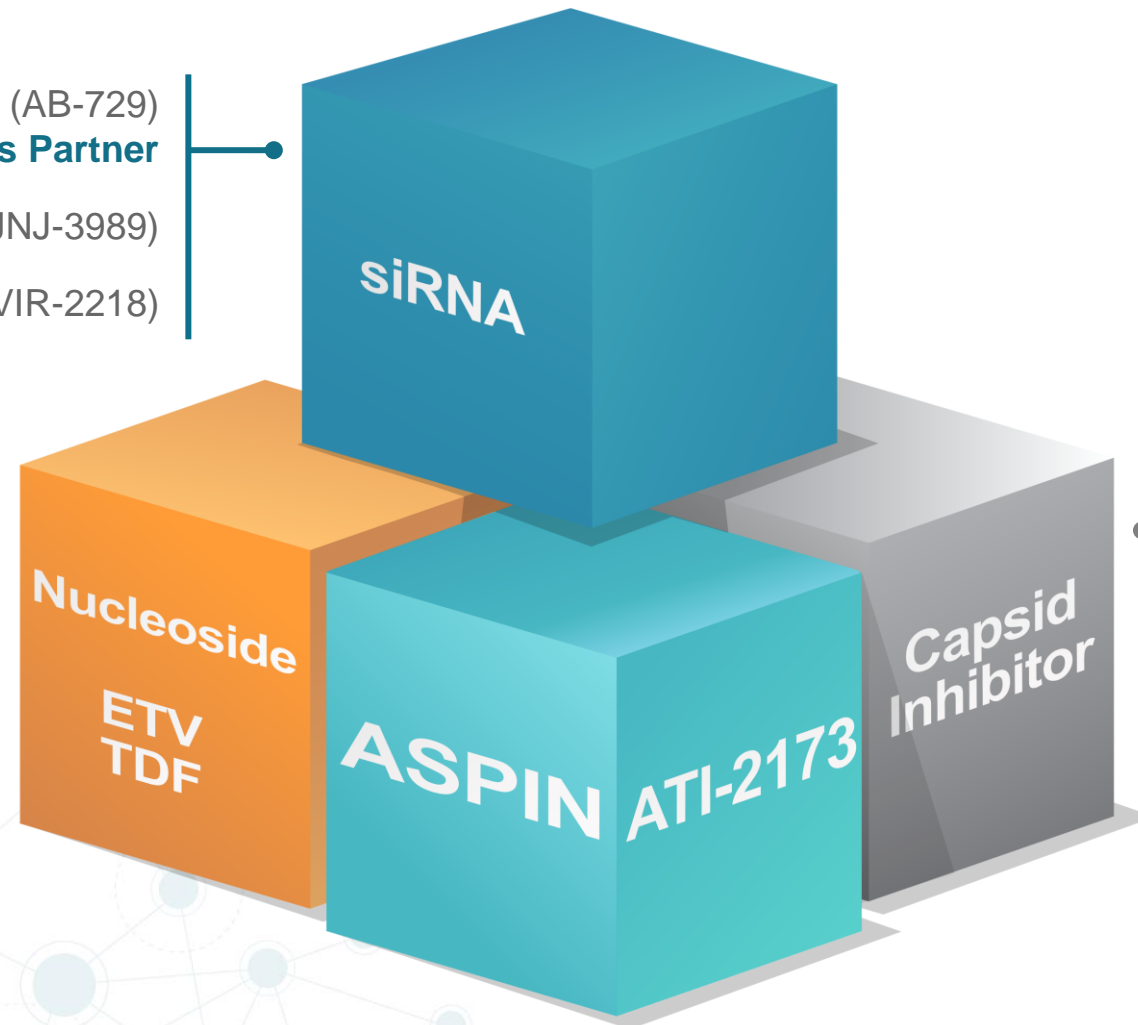 (AB-729)
s Partner
JNJ-3989)
VIR-2218)
siRNA
Nucleoside
ETV
TDF
ASPIN
ATI-2173
Capsid
Inhibitor